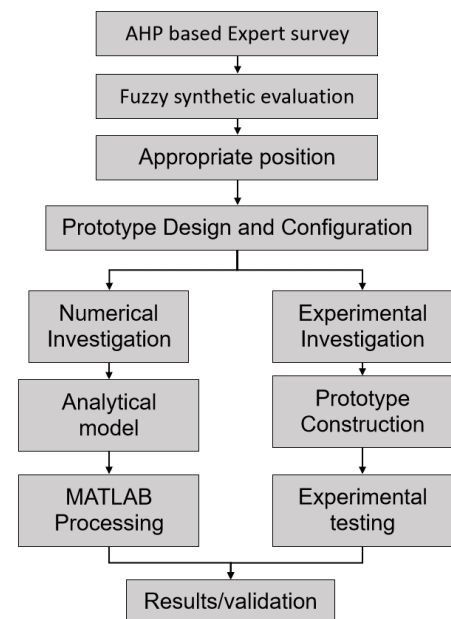 AHP based Expert survey
Fuzzy synthetic evaluation
Appropriate position
Prototype Design and Configuration
Numerical
Investigation
Analytical
model
MATLAB
Processing
Experimental
Investigation
Prototype
Construction
Experimental
testing
Results/validation